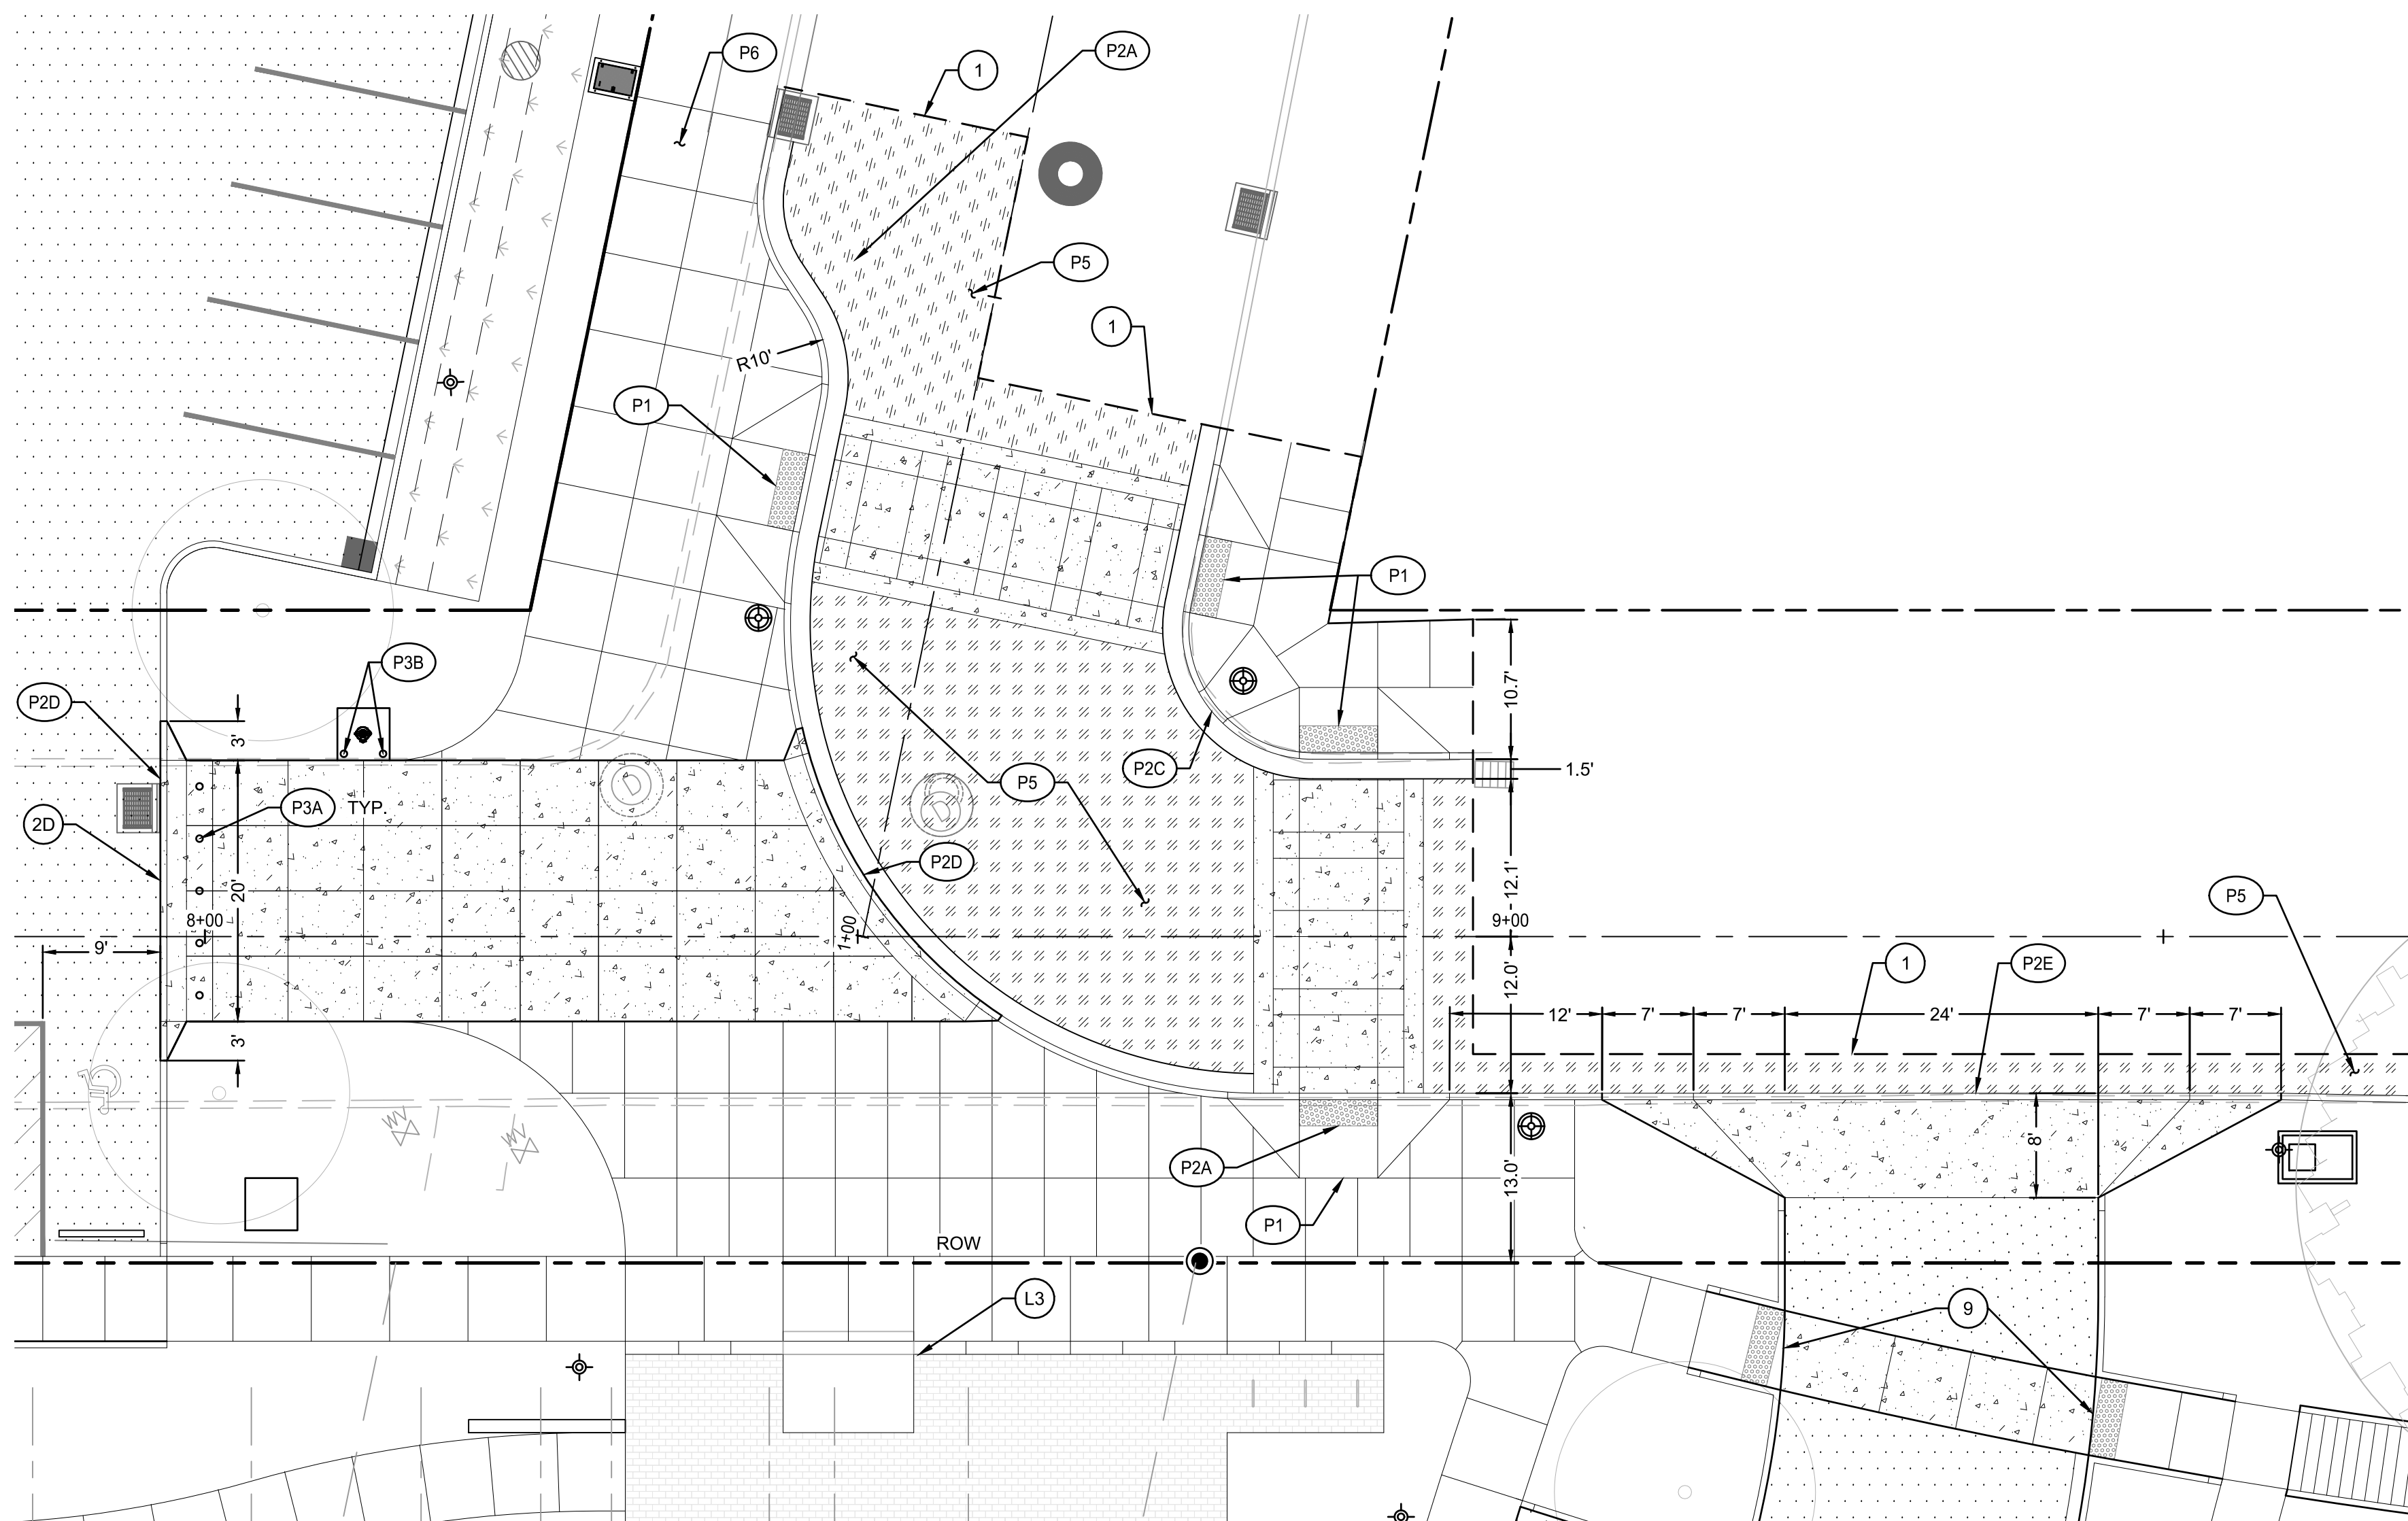 P6
1
P2A
P5
1
R10'
P1
P1
P3B
P2D
3'
10.7'
P5
P2C
1.5'
P3A TYP.
2D
D
D
P2D
20'
12.1'
P5
8+00
1+00
9+00
9'
1
P2E
12.0'
12'
7'
7'
24'
7'
7'
3'
8'
P2A
13.0'
P1
ROW
L3
9